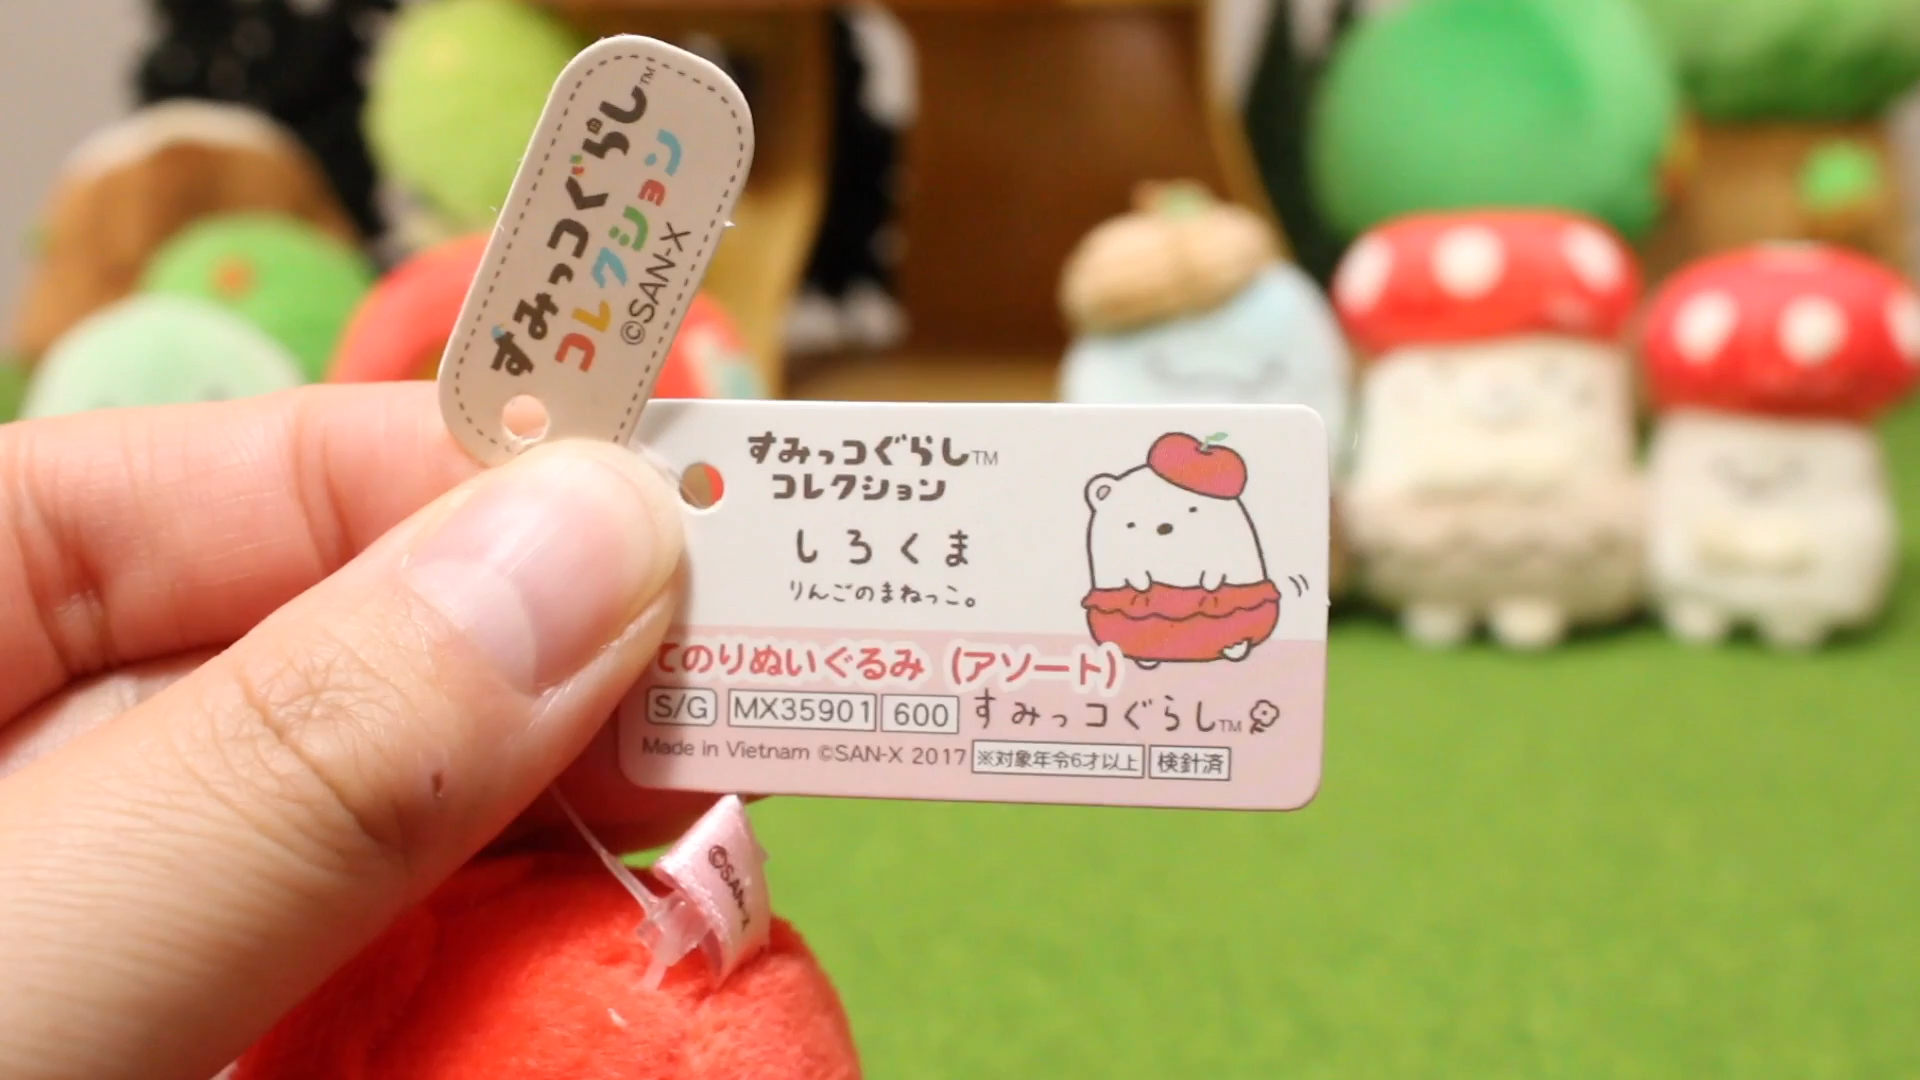 すみっコぐらし™
コレクション
©SAN-X
すみっコぐらし™
コレクション
しろくま
りんごのまねっこ。
てのりぬいぐるみ (アソート)
S/G MX35901 600 すみっコぐらし™
Made in Vietnam ©SAN-X 2017 ※対象年令6才以上 検針済
©SAN-X